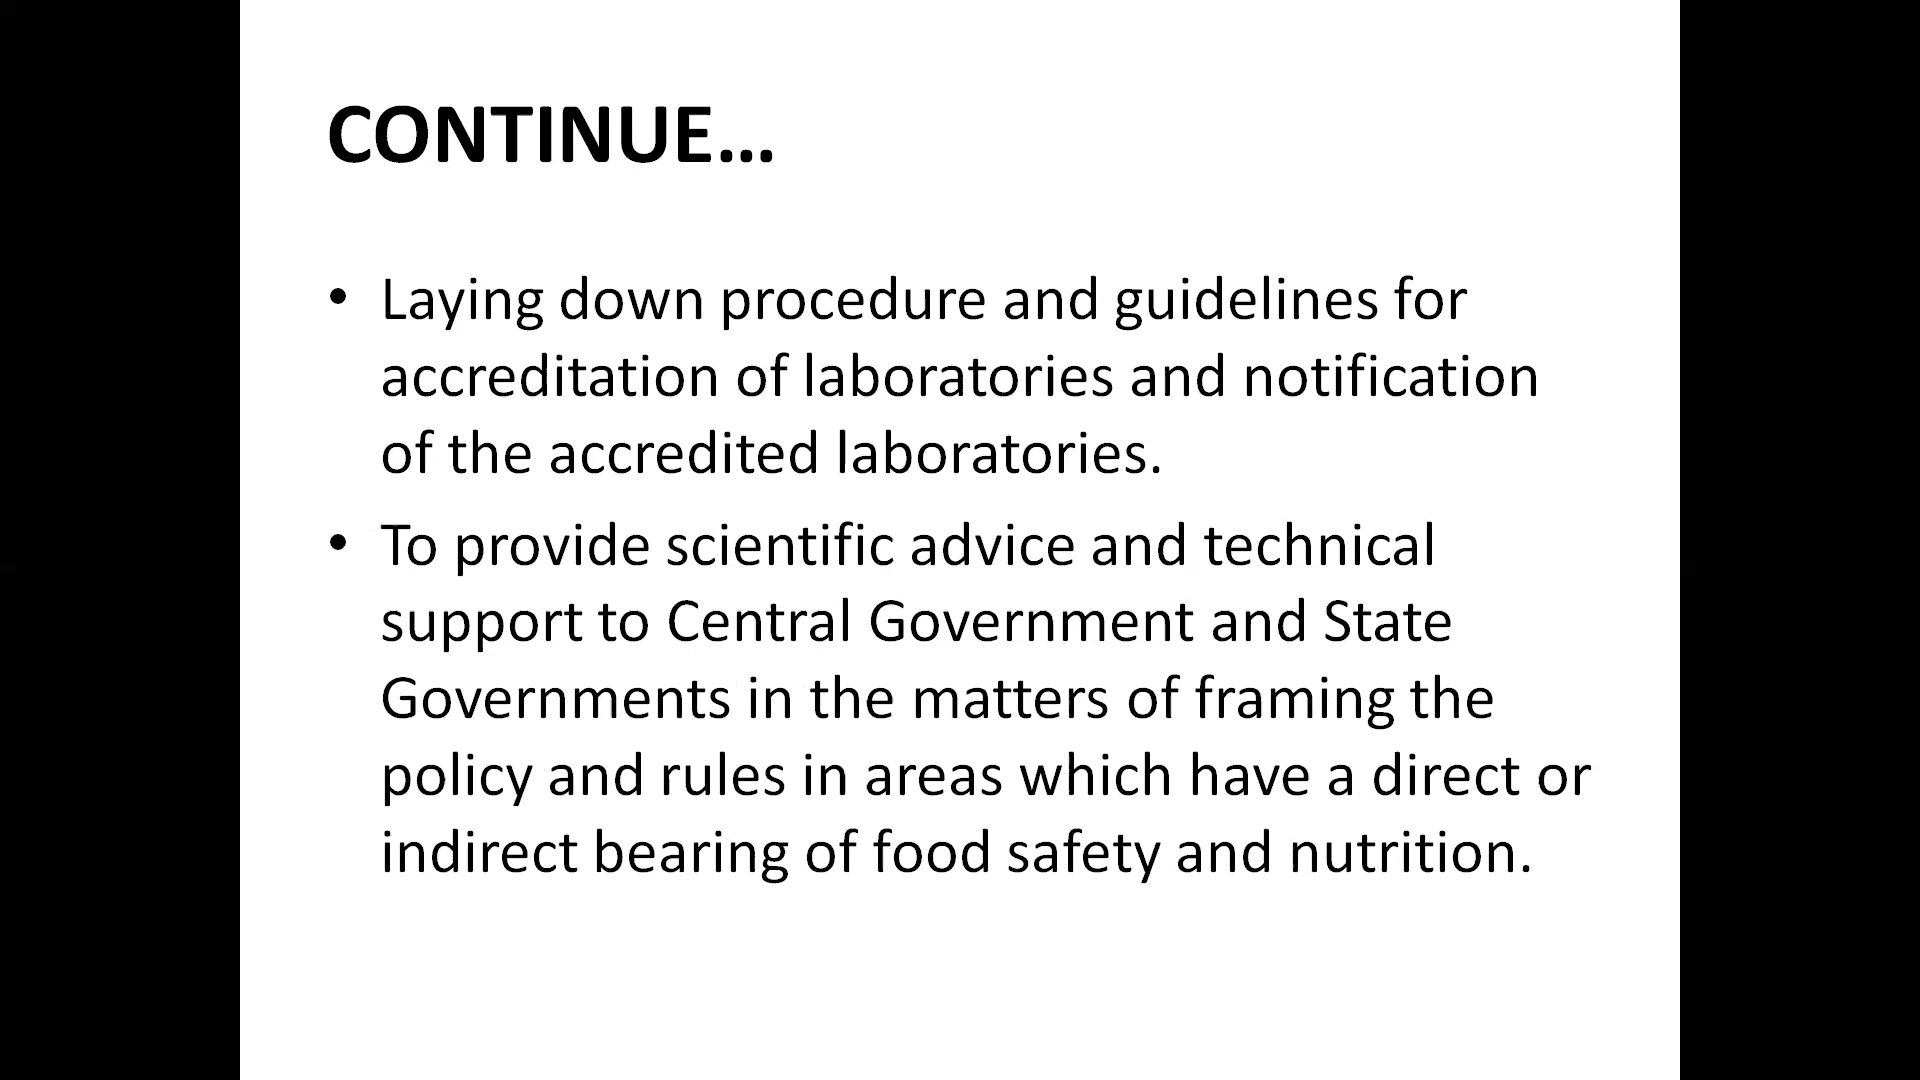 CONTINUE...
• Laying down procedure and guidelines for
accreditation of laboratories and notification
of the accredited laboratories.
• To provide scientific advice and technical
support to Central Government and State
Governments in the matters of framing the
policy and rules in areas which have a direct or
indirect bearing of food safety and nutrition.